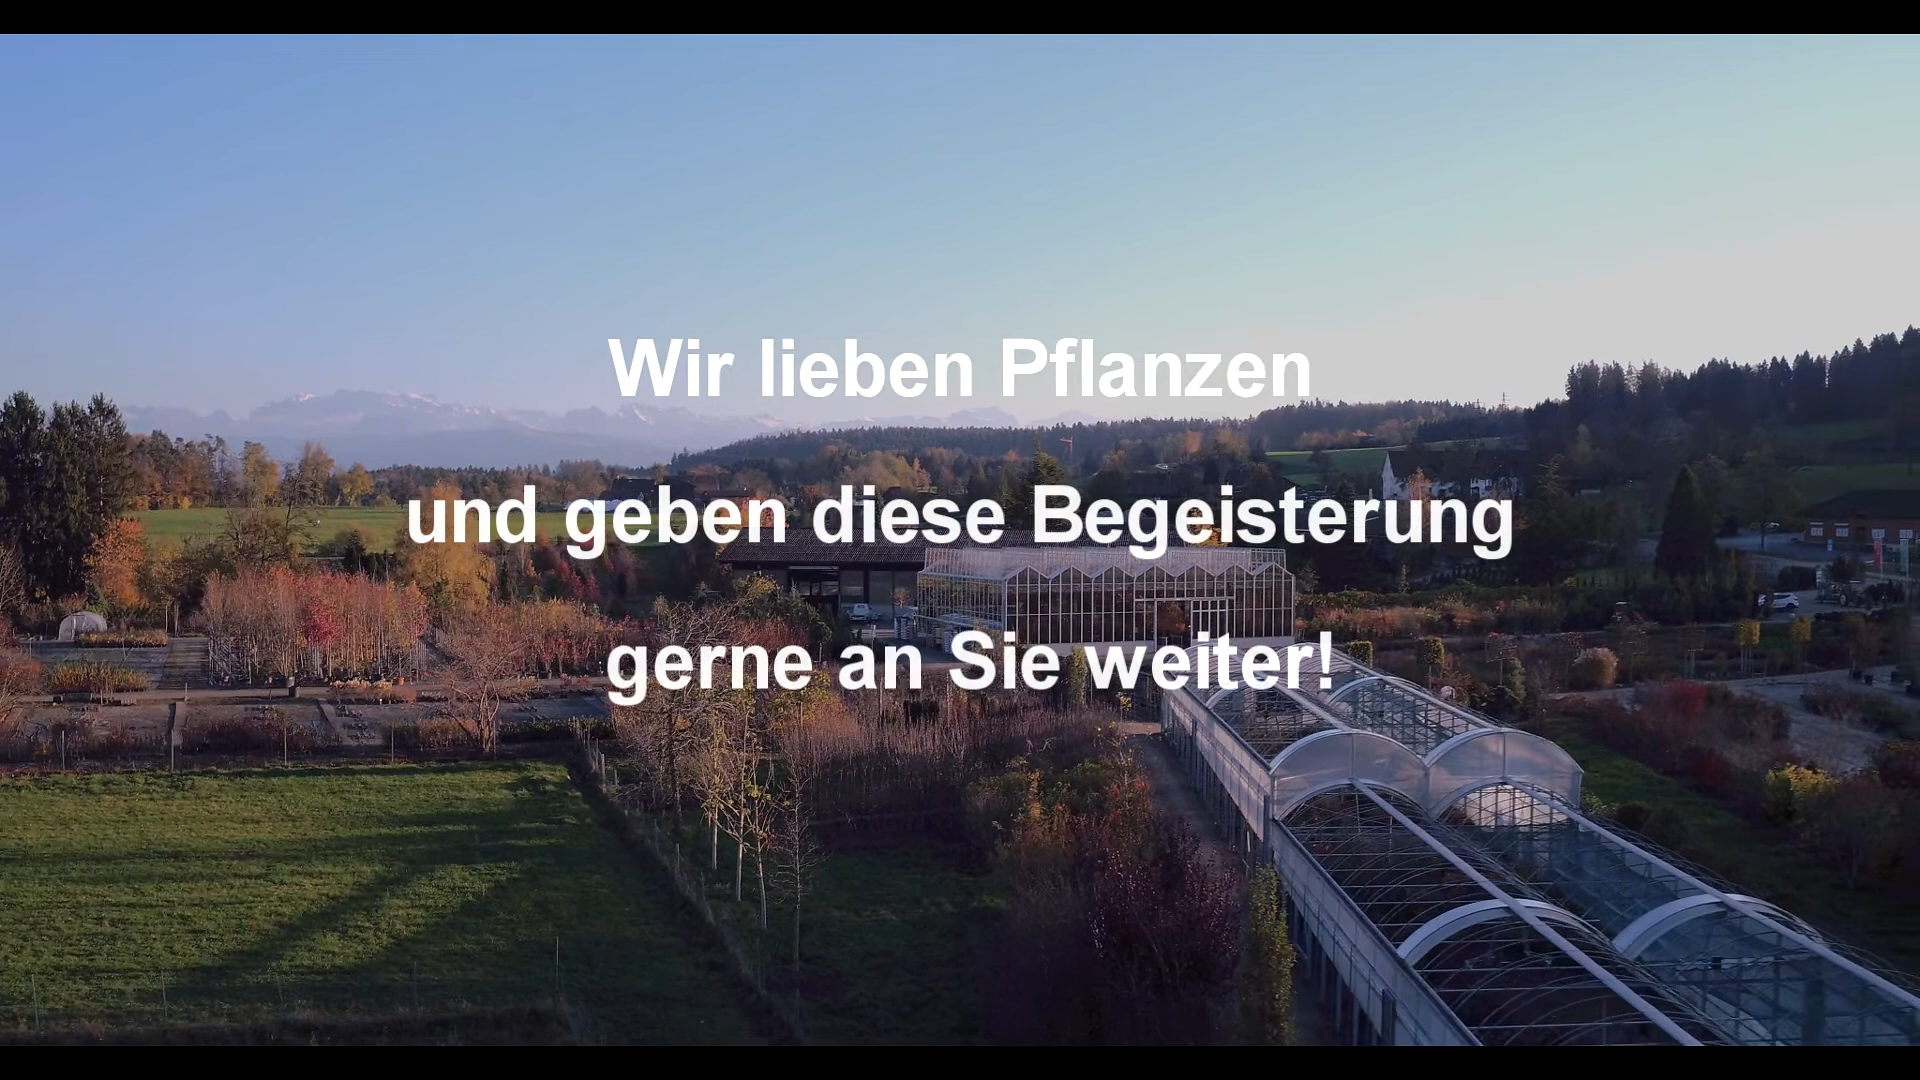 Wir lieben Pflanzen
und geben diese Begeisterung
gerne an Sie weiter!